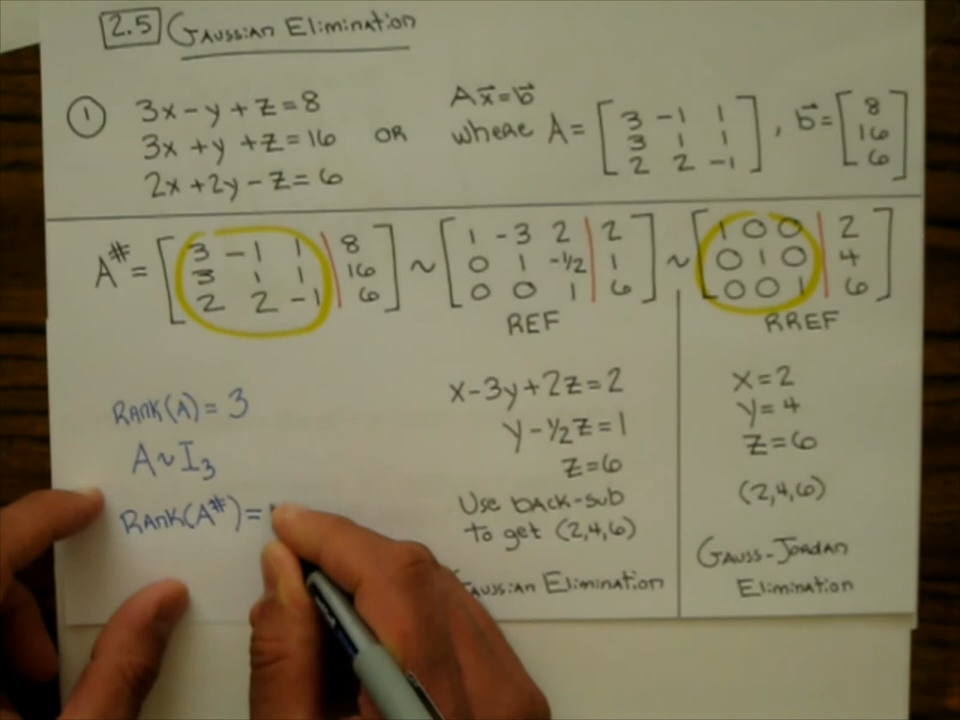 2.5 Gaussian Elimination
① 3x - y + z = 8
3x + y + z = 16
2x + 2y - z = 6
OR
Ax⃗ = b⃗
where A = [3 -1 1; 3 1 1; 2 2 -1], b⃗ = [8; 16; 6]
A# = [3 -1 1 | 8; 3 1 1 | 16; 2 2 -1 | 6] ~ [1 -3 2 | 2; 0 1 -1/2 | 1; 0 0 1 | 6] ~ [1 0 0 | 2; 0 1 0 | 4; 0 0 1 | 6]
REF
RREF
Rank(A) = 3
A ~ I₃
Rank(A#) =
x - 3y + 2z = 2
y - 1/2z = 1
z = 6
Use back-sub
to get (2,4,6)
Gaussian Elimination
x = 2
y = 4
z = 6
(2,4,6)
Gauss-Jordan
Elimination